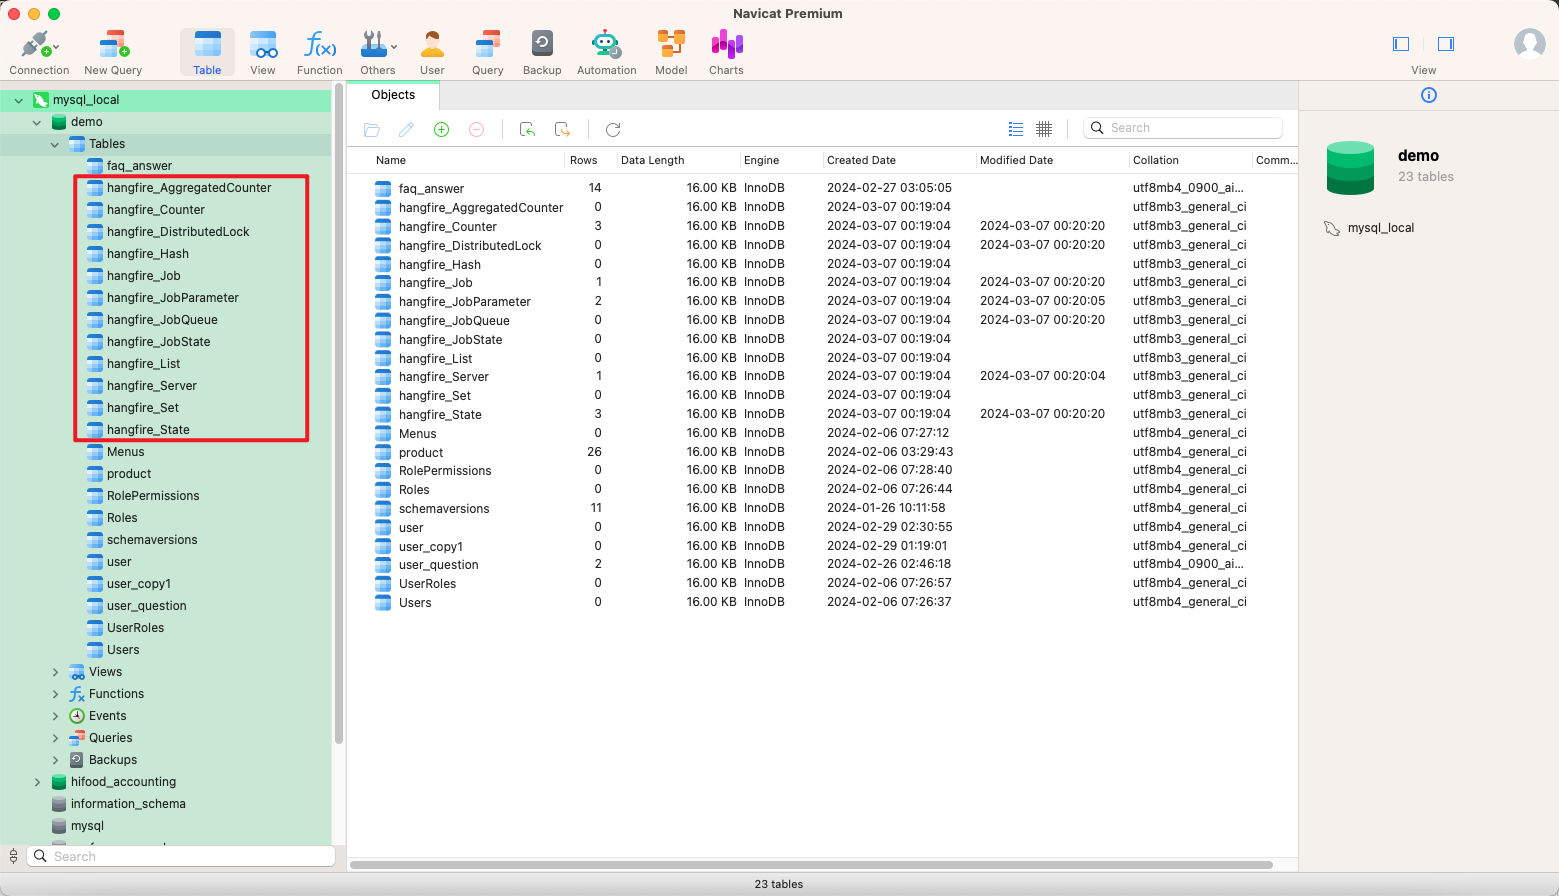 Navicat Premium
Connection New Query Table View Function Others User Query Backup Automation Model Charts View
mysql_local
demo
Tables
faq_answer
hangfire_AggregatedCounter
hangfire_Counter
hangfire_DistributedLock
hangfire_Hash
hangfire_Job
hangfire_JobParameter
hangfire_JobQueue
hangfire_JobState
hangfire_List
hangfire_Server
hangfire_Set
hangfire_State
Menus
product
RolePermissions
Roles
schemaversions
user
user_copy1
user_question
UserRoles
Users
Views
Functions
Events
Queries
Backups
hifood_accounting
information_schema
mysql
Search
Objects
Search
Name Rows Data Length Engine Created Date Modified Date Collation Comm...
faq_answer 14 16.00 KB InnoDB 2024-02-27 03:05:05 utf8mb4_0900_ai...
hangfire_AggregatedCounter 0 16.00 KB InnoDB 2024-03-07 00:19:04 utf8mb3_general_ci
hangfire_Counter 3 16.00 KB InnoDB 2024-03-07 00:19:04 2024-03-07 00:20:20 utf8mb3_general_ci
hangfire_DistributedLock 0 16.00 KB InnoDB 2024-03-07 00:19:04 2024-03-07 00:20:20 utf8mb3_general_ci
hangfire_Hash 0 16.00 KB InnoDB 2024-03-07 00:19:04 utf8mb3_general_ci
hangfire_Job 1 16.00 KB InnoDB 2024-03-07 00:19:04 2024-03-07 00:20:20 utf8mb3_general_ci
hangfire_JobParameter 2 16.00 KB InnoDB 2024-03-07 00:19:04 2024-03-07 00:20:05 utf8mb3_general_ci
hangfire_JobQueue 0 16.00 KB InnoDB 2024-03-07 00:19:04 2024-03-07 00:20:20 utf8mb3_general_ci
hangfire_JobState 0 16.00 KB InnoDB 2024-03-07 00:19:04 utf8mb3_general_ci
hangfire_List 0 16.00 KB InnoDB 2024-03-07 00:19:04 utf8mb3_general_ci
hangfire_Server 1 16.00 KB InnoDB 2024-03-07 00:19:04 2024-03-07 00:20:04 utf8mb3_general_ci
hangfire_Set 0 16.00 KB InnoDB 2024-03-07 00:19:04 utf8mb3_general_ci
hangfire_State 3 16.00 KB InnoDB 2024-03-07 00:19:04 2024-03-07 00:20:20 utf8mb3_general_ci
Menus 0 16.00 KB InnoDB 2024-02-06 07:27:12 utf8mb4_general_ci
product 26 16.00 KB InnoDB 2024-02-06 03:29:43 utf8mb4_general_ci
RolePermissions 0 16.00 KB InnoDB 2024-02-06 07:28:40 utf8mb4_general_ci
Roles 0 16.00 KB InnoDB 2024-02-06 07:26:44 utf8mb4_general_ci
schemaversions 11 16.00 KB InnoDB 2024-01-26 10:11:58 utf8mb4_general_ci
user 0 16.00 KB InnoDB 2024-02-29 02:30:55 utf8mb4_general_ci
user_copy1 0 16.00 KB InnoDB 2024-02-29 01:19:01 utf8mb4_general_ci
user_question 2 16.00 KB InnoDB 2024-02-26 02:46:18 utf8mb4_0900_ai...
UserRoles 0 16.00 KB InnoDB 2024-02-06 07:26:57 utf8mb4_general_ci
Users 0 16.00 KB InnoDB 2024-02-06 07:26:37 utf8mb4_general_ci
demo
23 tables
mysql_local
23 tables